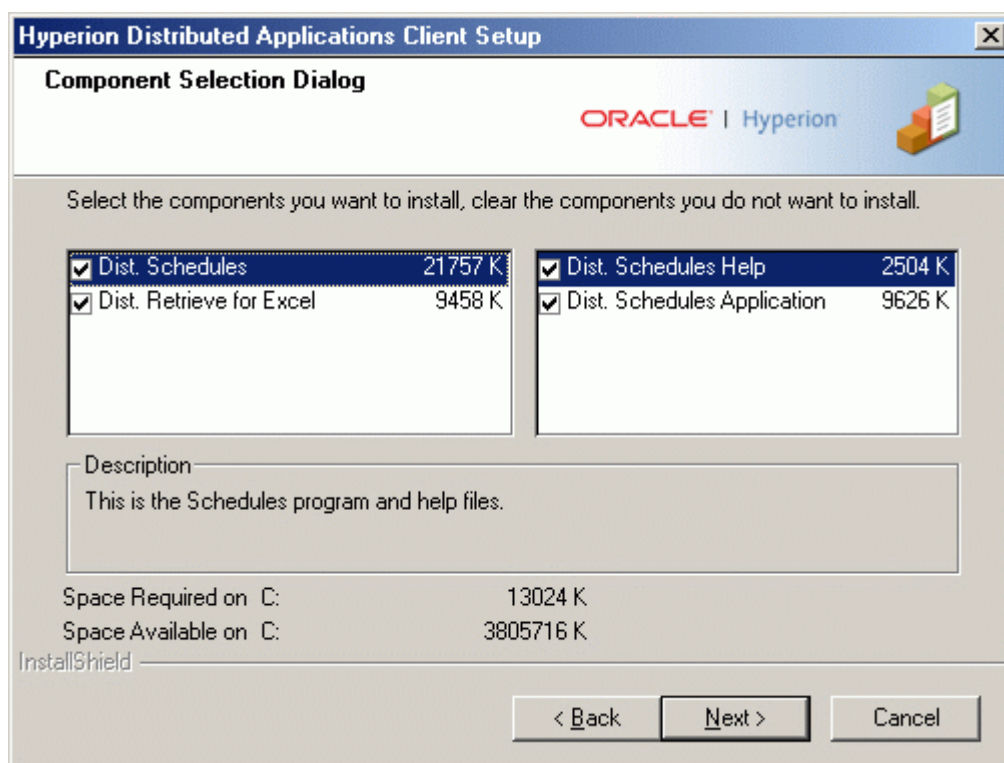 Hyperion Distributed Applications Client Setup
Component Selection Dialog
ORACLE | Hyperion
Select the components you want to install, clear the components you do not want to install.
Dist. Schedules 21757 K
Dist. Retrieve for Excel 9458 K
Dist. Schedules Help 2504 K
Dist. Schedules Application 9626 K
Description
This is the Schedules program and help files.
Space Required on C: 13024 K
Space Available on C: 3805716 K
InstallShield
< Back
Next >
Cancel